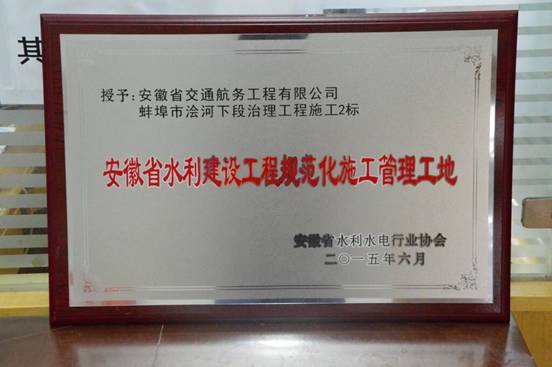 其
授予：安徽省交通航务工程有限公司
蚌埠市浍河下段治理工程施工2标
安徽省水利建设工程规范化施工管理工地
安徽省水利水电行业协会
二〇一五年六月